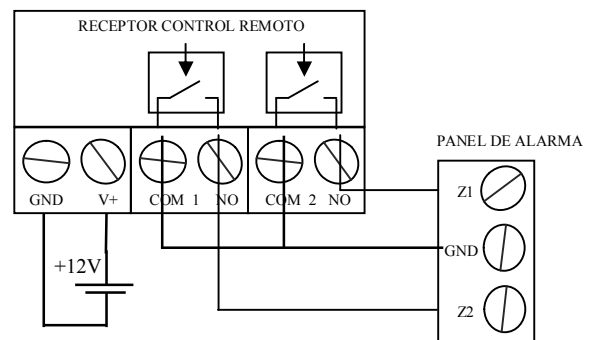 RECEPTOR CONTROL REMOTO
PANEL DE ALARMA
GND V+ COM 1 NO COM 2 NO
Z1
GND
+12V
Z2